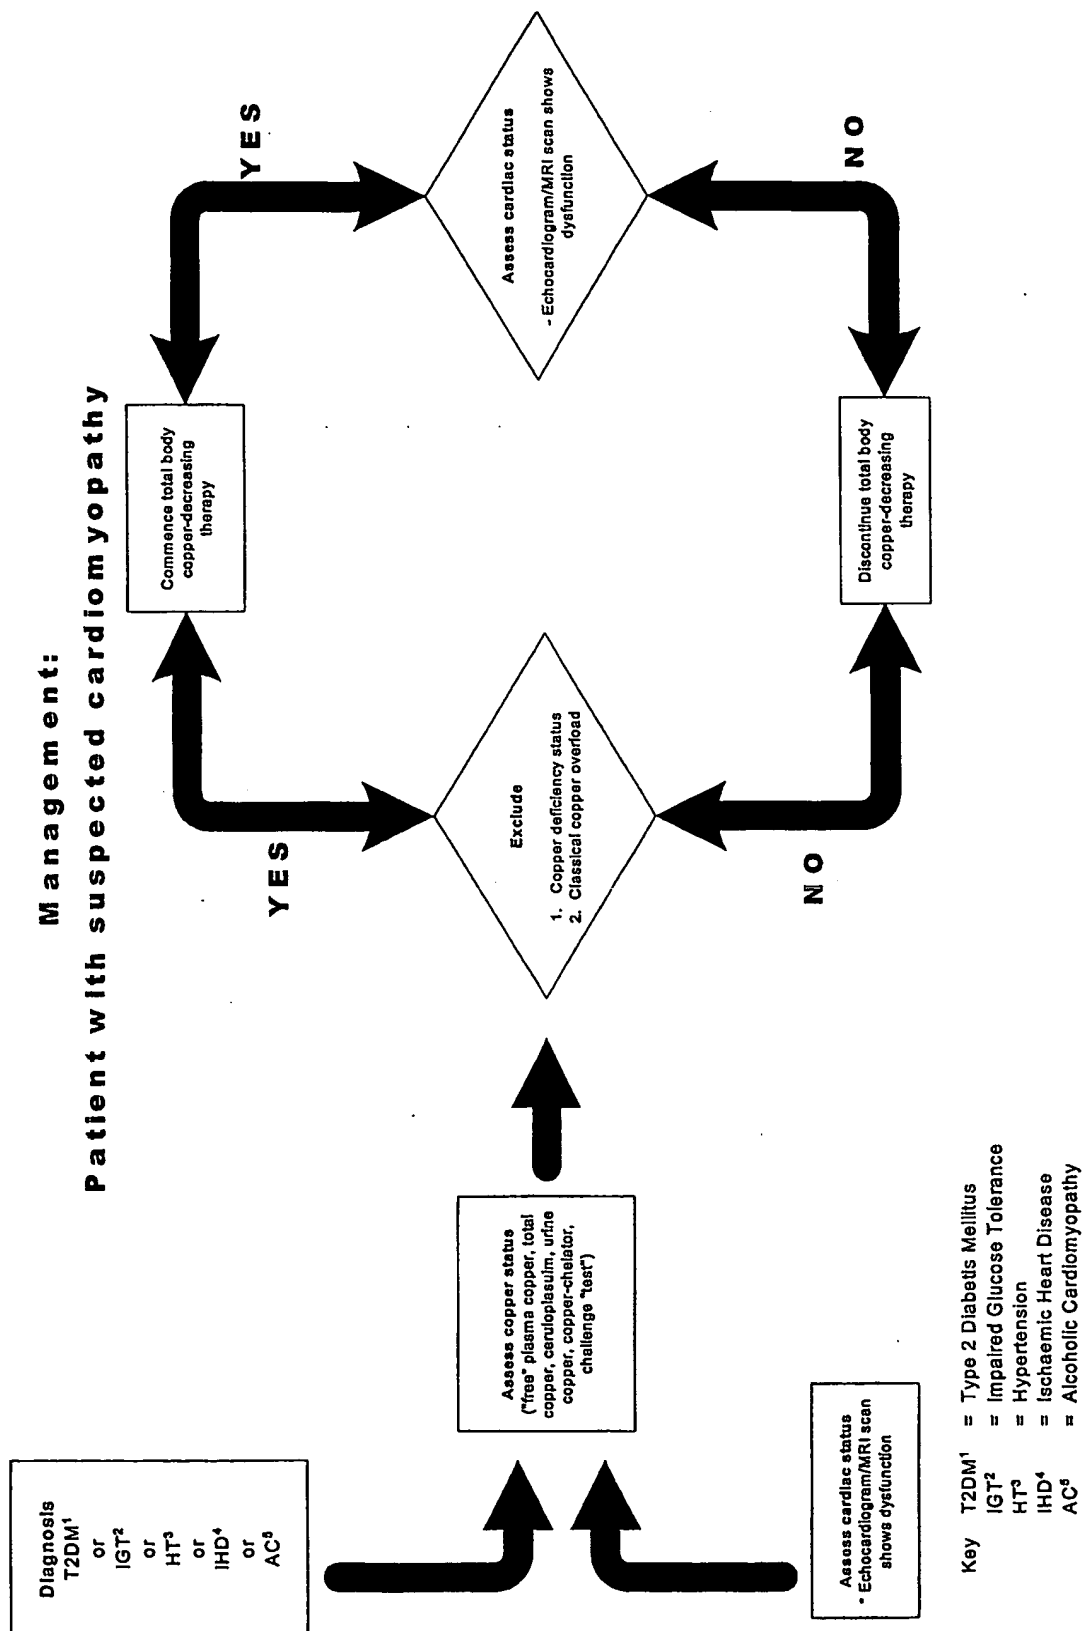 Management:
Patient with suspected cardiomyopathy
Diagnosis
T2DM¹
or
IGT²
or
HT³
or
IHD⁴
or
AC⁵
Assess cardiac status
* Echocardiogram/MRI scan
shows dysfunction
Assess copper status
("free" plasma copper, total
copper, ceruloplasuim, urine
copper, copper-chelator,
challenge "test")
Exclude
1. Copper deficiency status
2. Classical copper overload
YES
NO
Commence total body
copper-decreasing
therapy
Discontinue total body
copper-decreasing
therapy
YES
NO
Assess cardiac status
- Echocardiogram/MRI scan shows
dysfunction
Key T2DM¹ = Type 2 Diabetis Mellitus
IGT² = Impaired Glucose Tolerance
HT³ = Hypertension
IHD⁴ = Ischaemic Heart Disease
AC⁵ = Alcoholic Cardiomyopathy